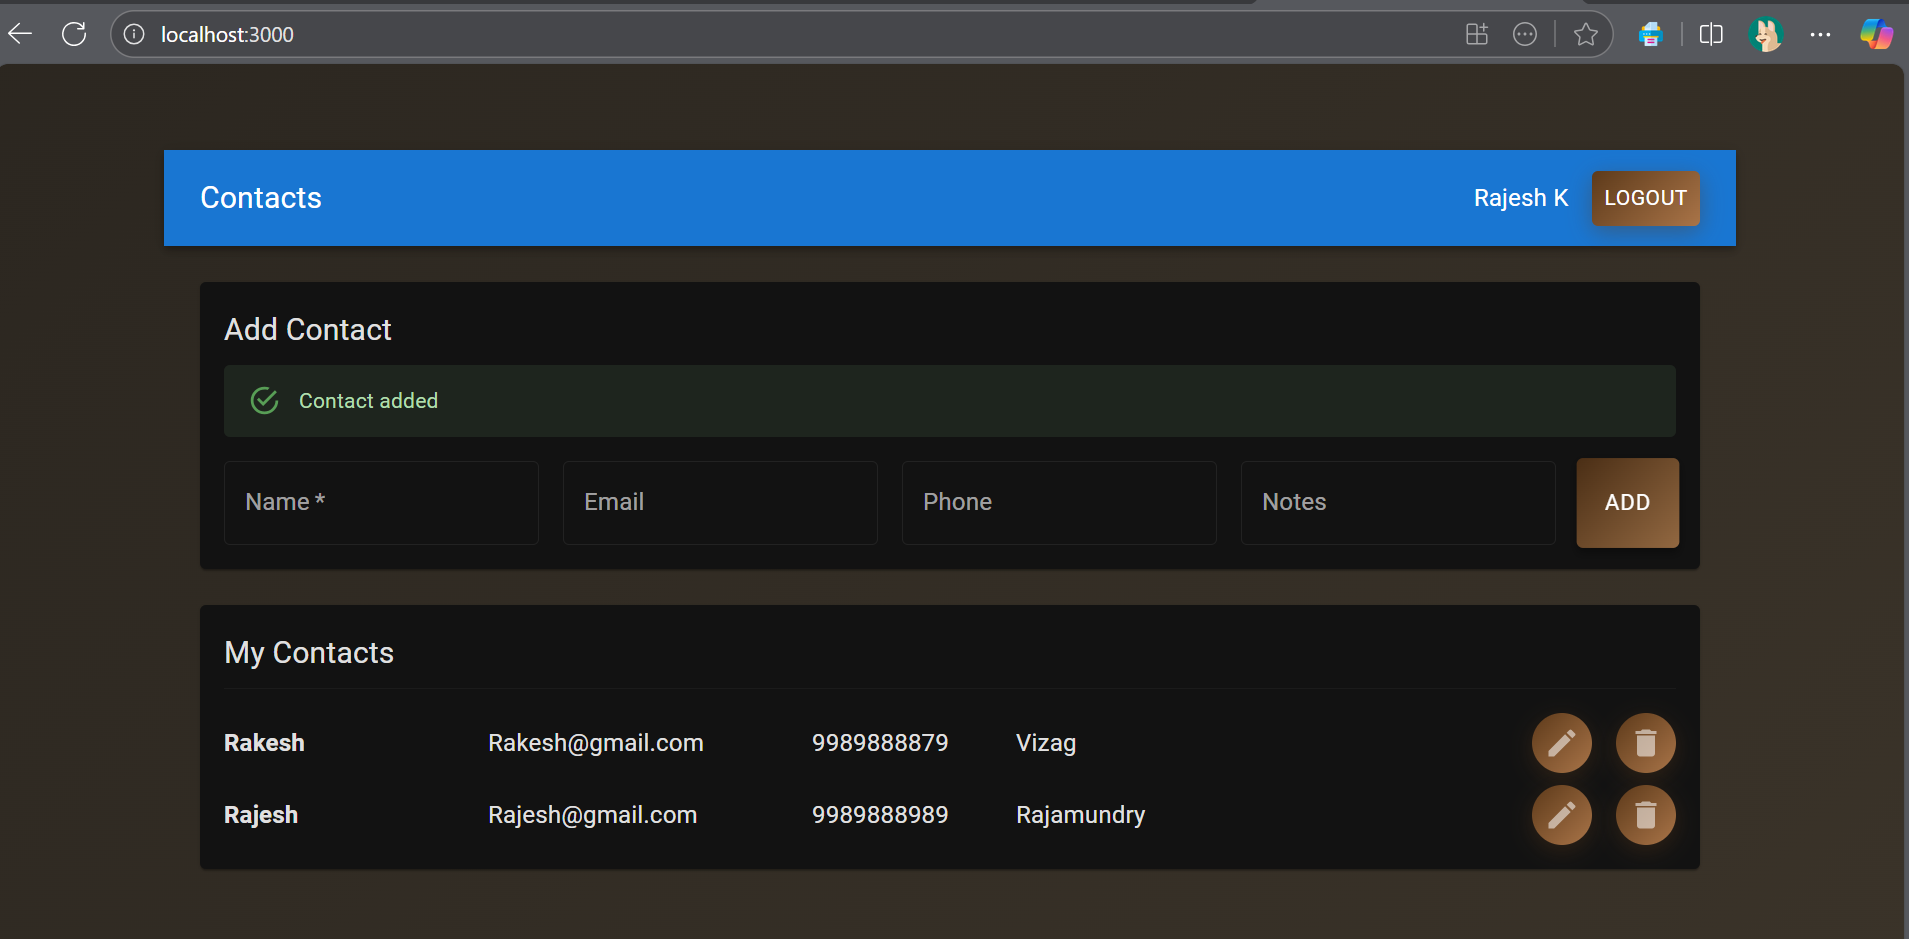 localhost:3000
Contacts Rajesh K LOGOUT
Add Contact
Contact added
Name * Email Phone Notes ADD
My Contacts
Rakesh Rakesh@gmail.com 9989888879 Vizag
Rajesh Rajesh@gmail.com 9989888989 Rajamundry